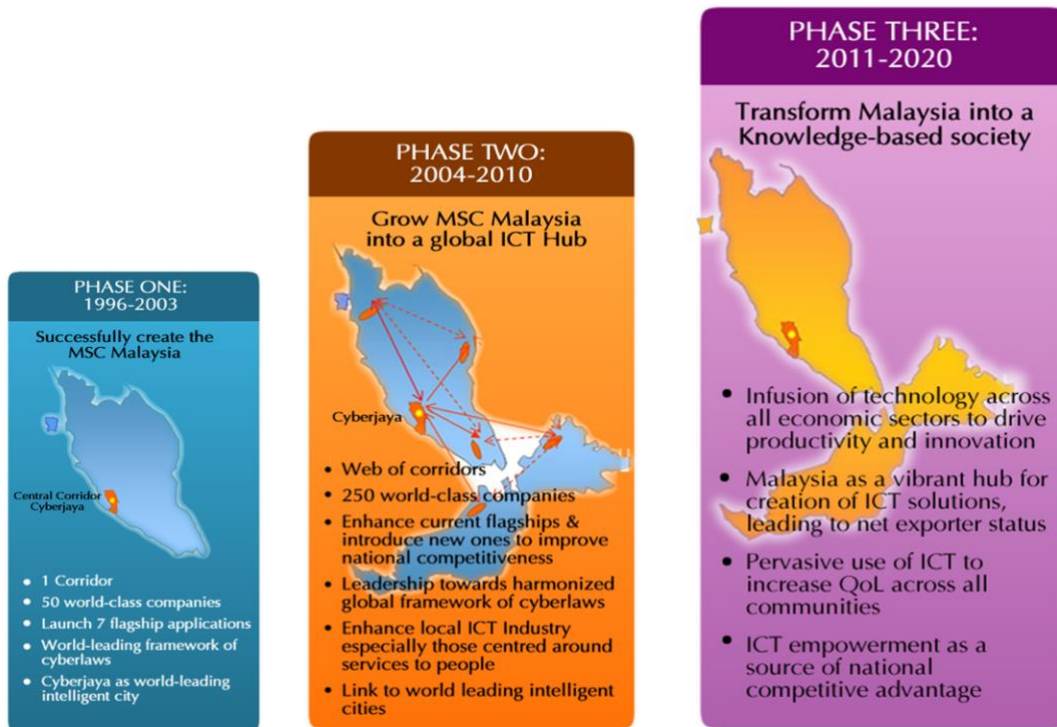 PHASE ONE:
1996-2003
Successfully create the
MSC Malaysia
Central Corridor
Cyberjaya
• 1 Corridor
• 50 world-class companies
• Launch 7 flagship applications
• World-leading framework of
cyberlaws
• Cyberjaya as world-leading
intelligent city
PHASE TWO:
2004-2010
Grow MSC Malaysia
into a global ICT Hub
Cyberjaya
• Web of corridors
• 250 world-class companies
• Enhance current flagships &
introduce new ones to improve
national competitiveness
• Leadership towards harmonized
global framework of cyberlaws
• Enhance local ICT Industry
especially those centred around
services to people
• Link to world leading intelligent
cities
PHASE THREE:
2011-2020
Transform Malaysia into a
Knowledge-based society
• Infusion of technology across
all economic sectors to drive
productivity and innovation
• Malaysia as a vibrant hub for
creation of ICT solutions,
leading to net exporter status
• Pervasive use of ICT to
increase QoL across all
communities
• ICT empowerment as a
source of national
competitive advantage